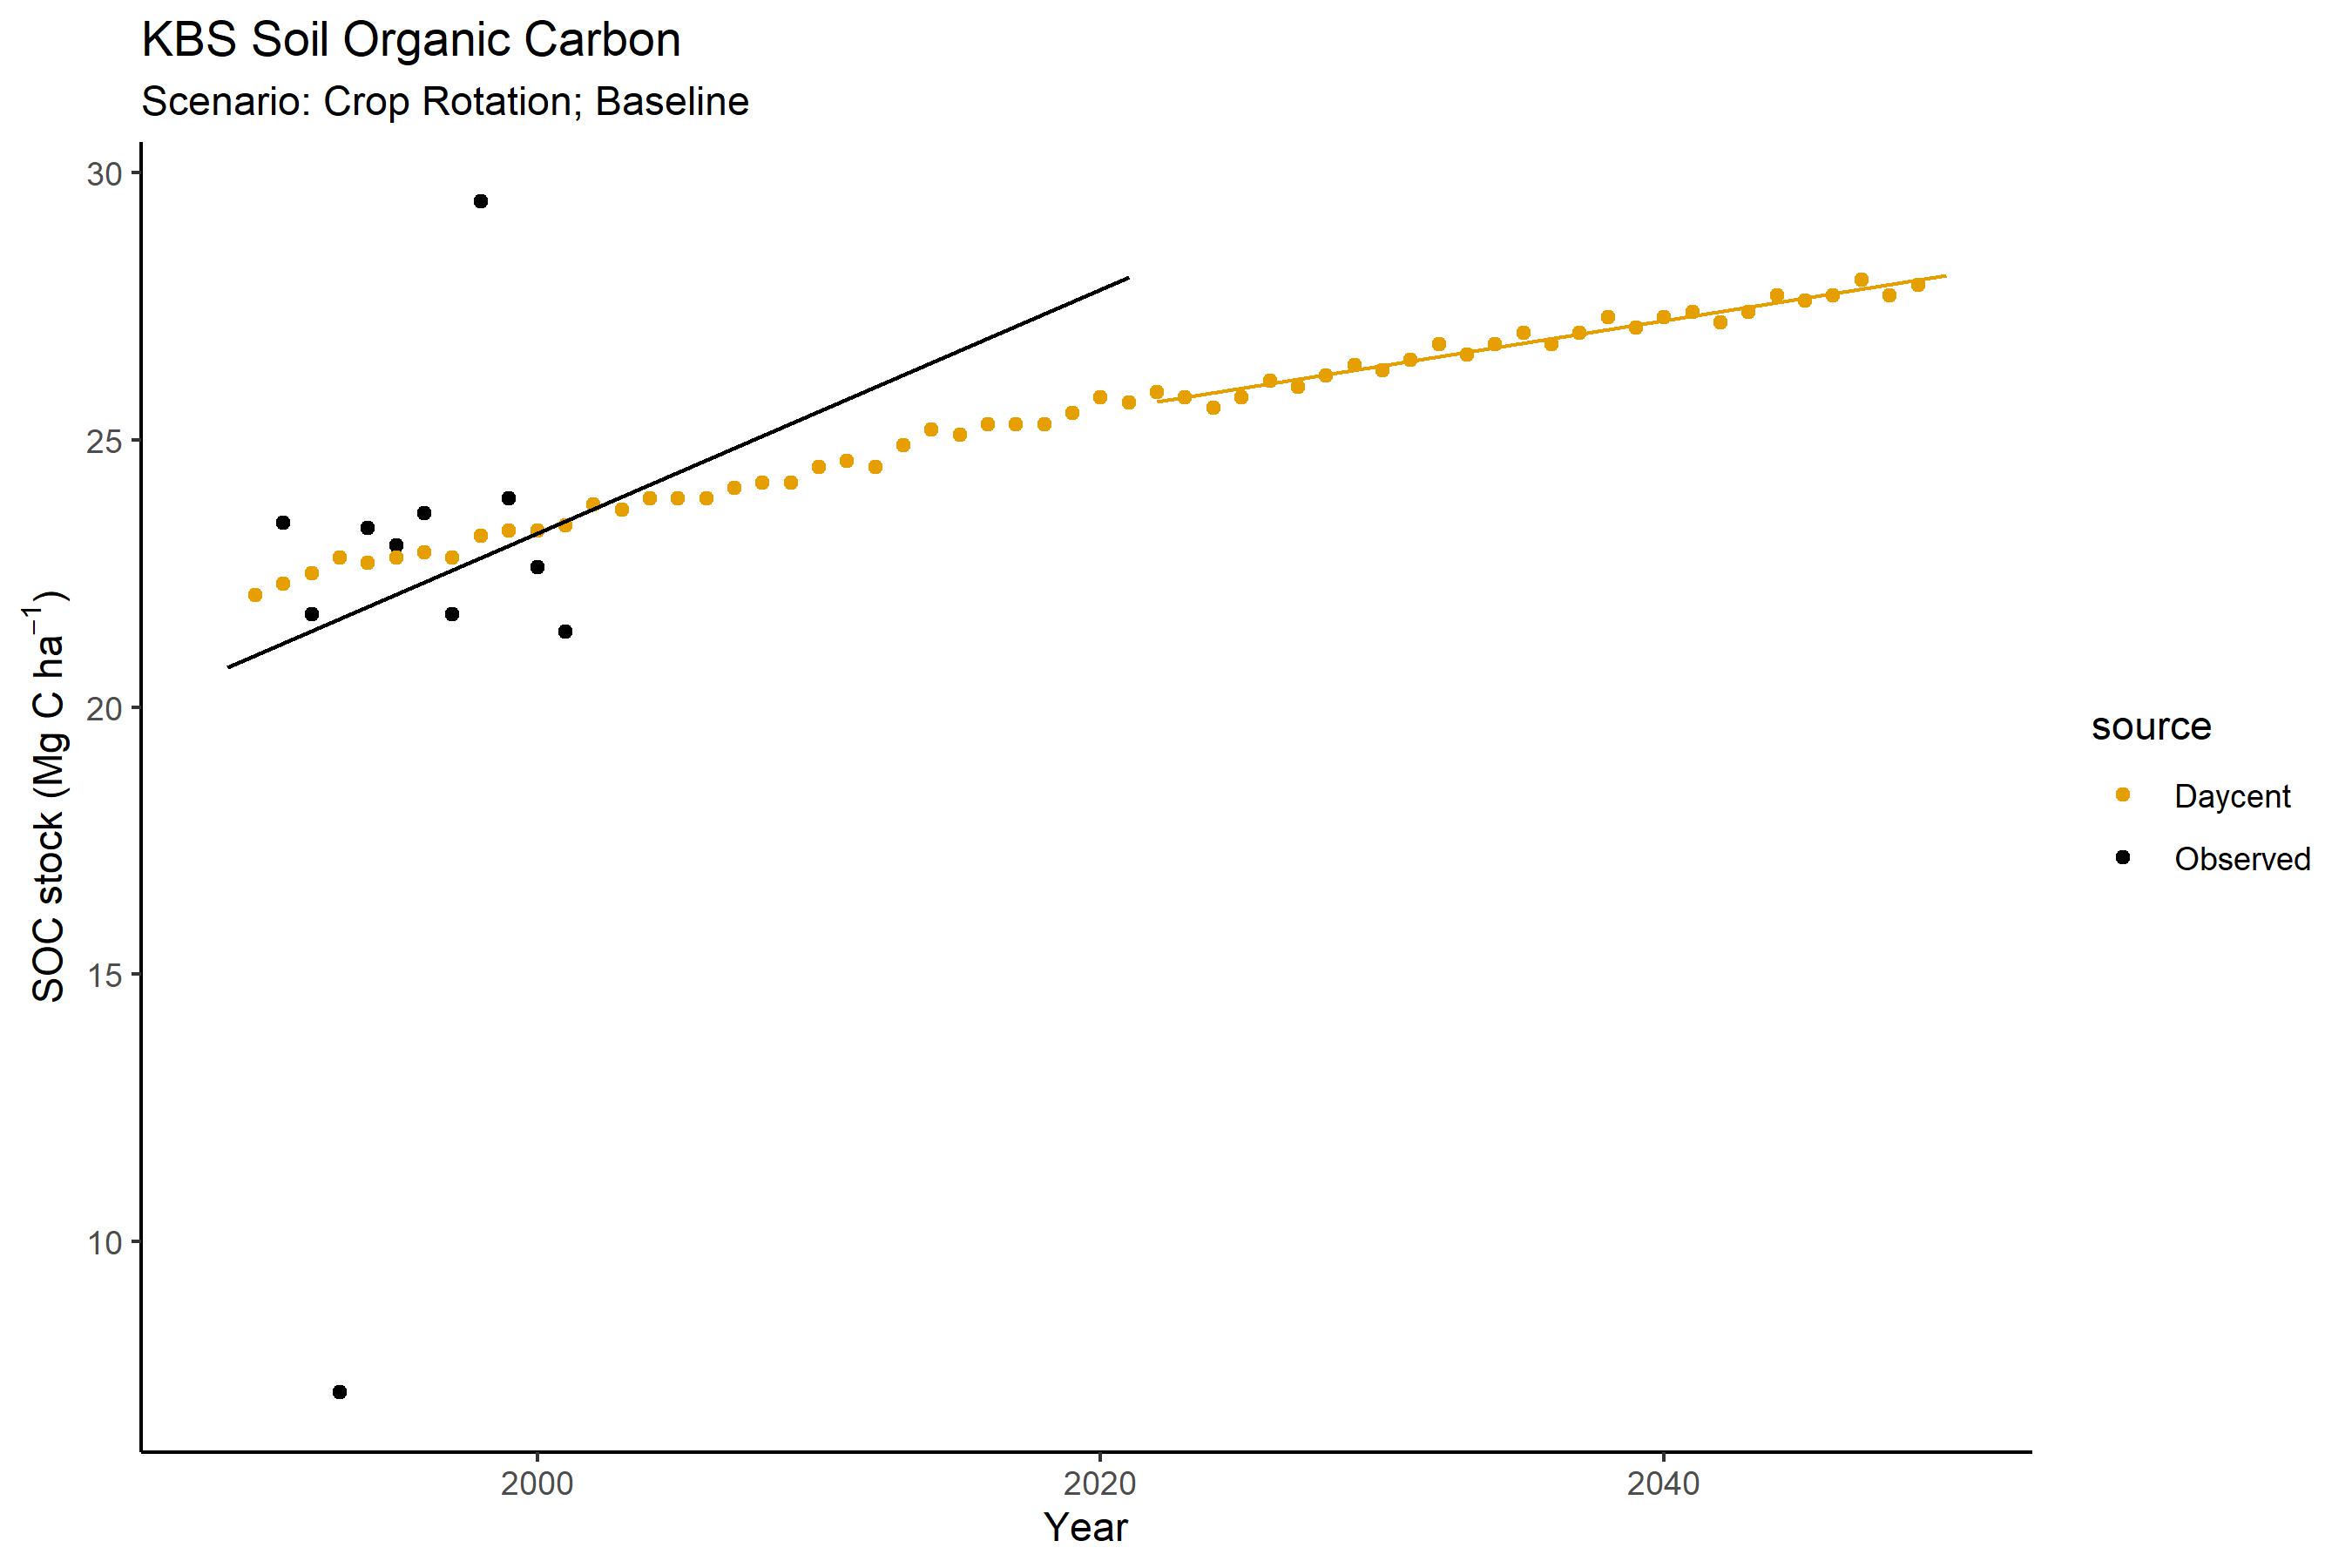 KBS Soil Organic Carbon
Scenario: Crop Rotation; Baseline
SOC stock (Mg C ha⁻¹)
30
25
20
15
10
2000
2020
2040
Year
source
Daycent
Observed